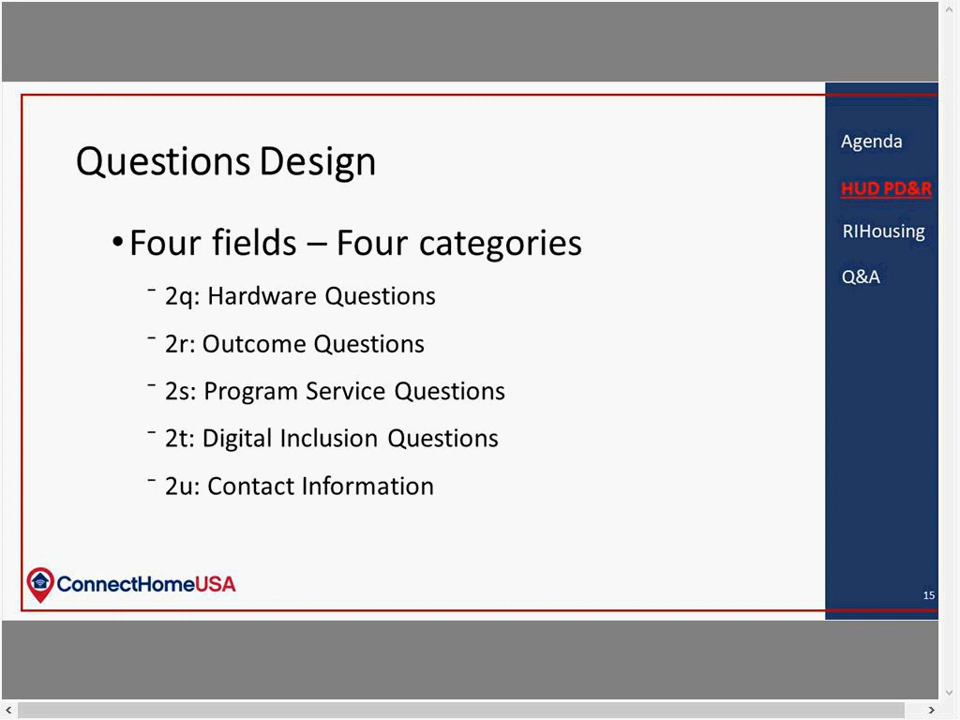 Questions Design
•Four fields – Four categories
⁻ 2q: Hardware Questions
⁻ 2r: Outcome Questions
⁻ 2s: Program Service Questions
⁻ 2t: Digital Inclusion Questions
⁻ 2u: Contact Information
ConnectHomeUSA
Agenda
HUD PD&R
RIHousing
Q&A
15